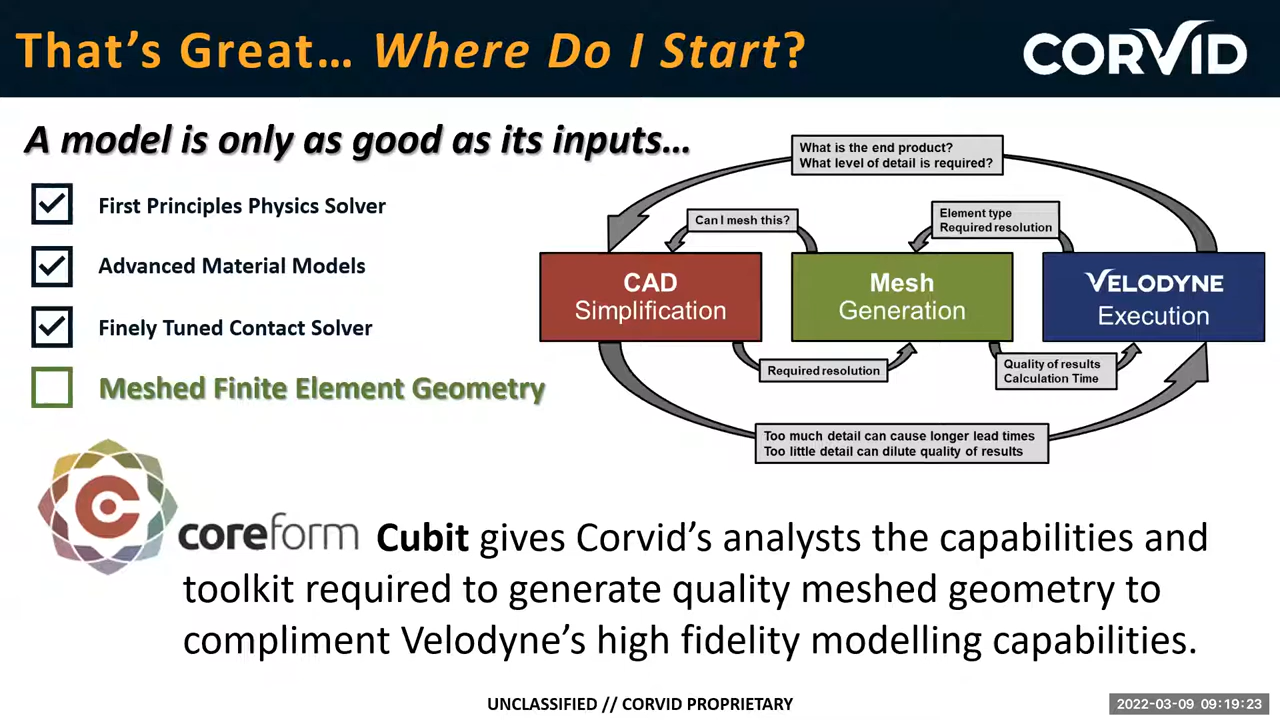 That's Great… Where Do I Start?
CORVID
A model is only as good as its inputs…
First Principles Physics Solver
Advanced Material Models
Finely Tuned Contact Solver
Meshed Finite Element Geometry
What is the end product?
What level of detail is required?
Can I mesh this?
Element type
Required resolution
CAD
Simplification
Mesh
Generation
VELODYNE
Execution
Required resolution
Quality of results
Calculation Time
Too much detail can cause longer lead times
Too little detail can dilute quality of results
coreform Cubit gives Corvid's analysts the capabilities and
toolkit required to generate quality meshed geometry to
compliment Velodyne's high fidelity modelling capabilities.
UNCLASSIFIED // CORVID PROPRIETARY
2022-03-09 09:19:23